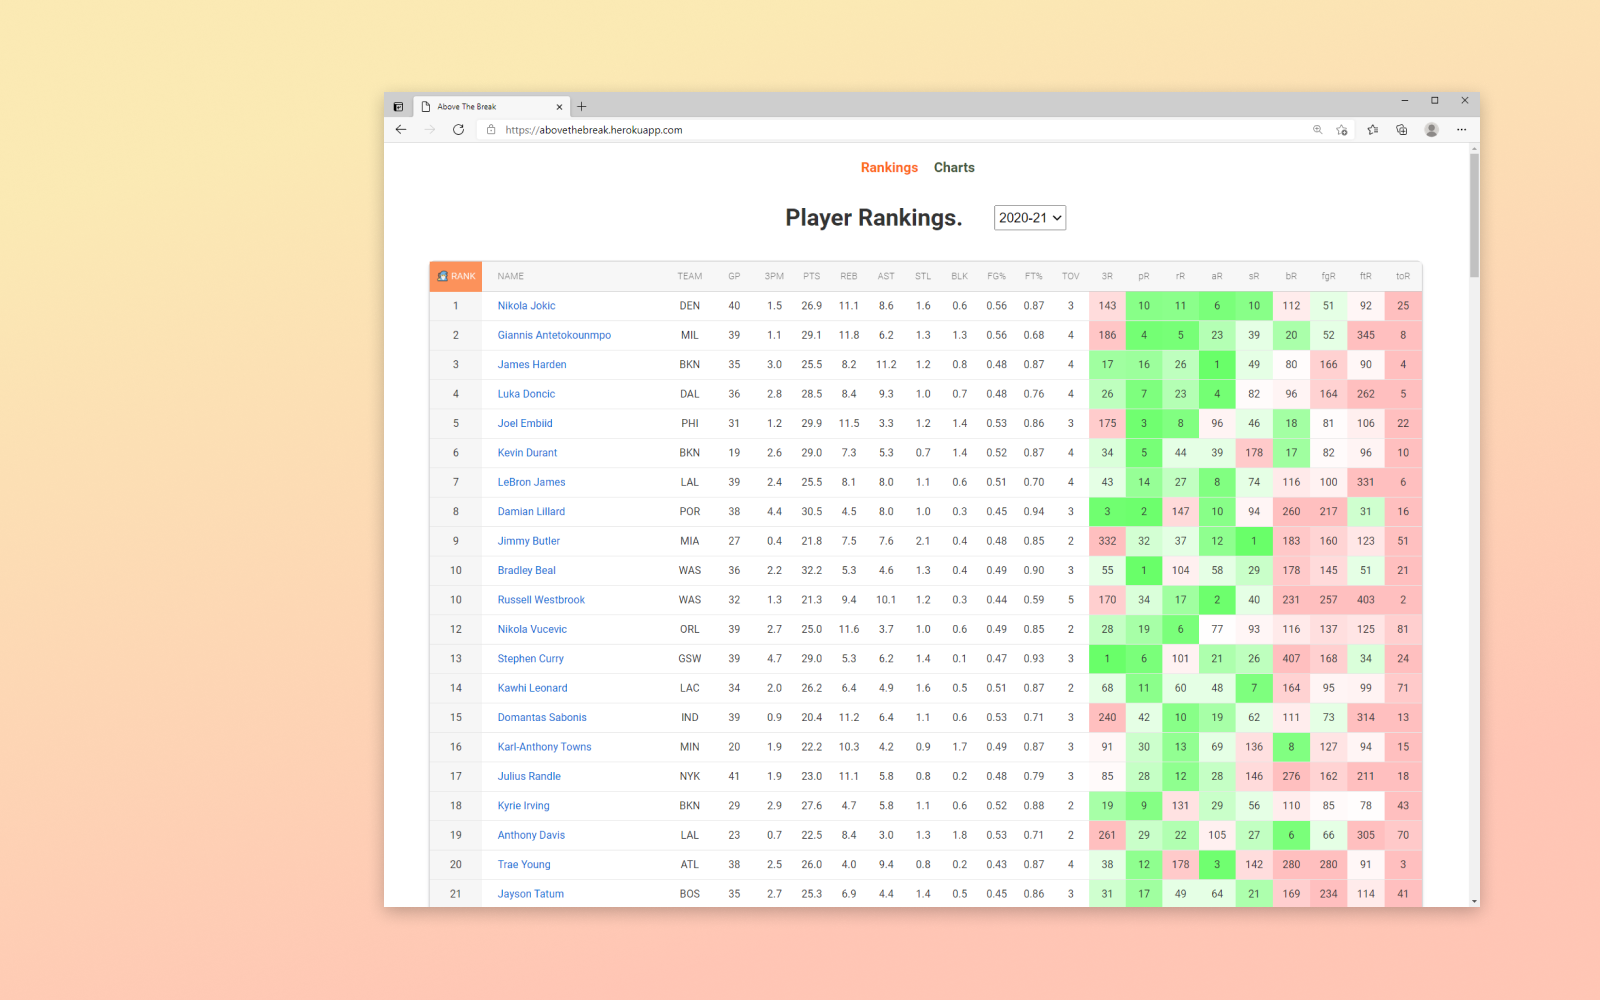 Above The Break
https://abovethebreak.herokuapp.com
Rankings Charts
Player Rankings. 2020-21
RANK NAME TEAM GP 3PM PTS REB AST STL BLK FG% FT% TOV 3R pR rR aR sR bR fgR ftR toR
1 Nikola Jokic DEN 40 1.5 26.9 11.1 8.6 1.6 0.6 0.56 0.87 3 143 10 11 6 10 112 51 92 25
2 Giannis Antetokounmpo MIL 39 1.1 29.1 11.8 6.2 1.3 1.3 0.56 0.68 4 186 4 5 23 39 20 52 345 8
3 James Harden BKN 35 3.0 25.5 8.2 11.2 1.2 0.8 0.48 0.87 4 17 16 26 1 49 80 166 90 4
4 Luka Doncic DAL 36 2.8 28.5 8.4 9.3 1.0 0.7 0.48 0.76 4 26 7 23 4 82 96 164 262 5
5 Joel Embiid PHI 31 1.2 29.9 11.5 3.3 1.2 1.4 0.53 0.86 3 175 3 8 96 46 18 81 106 22
6 Kevin Durant BKN 19 2.6 29.0 7.3 5.3 0.7 1.4 0.52 0.87 4 34 5 44 39 178 17 82 96 10
7 LeBron James LAL 39 2.4 25.5 8.1 8.0 1.1 0.6 0.51 0.70 4 43 14 27 8 74 116 100 331 6
8 Damian Lillard POR 38 4.4 30.5 4.5 8.0 1.0 0.3 0.45 0.94 3 3 2 147 10 94 260 217 31 16
9 Jimmy Butler MIA 27 0.4 21.8 7.5 7.6 2.1 0.4 0.48 0.85 2 332 32 37 12 1 183 160 123 51
10 Bradley Beal WAS 36 2.2 32.2 5.3 4.6 1.3 0.4 0.49 0.90 3 55 1 104 58 29 178 145 51 21
10 Russell Westbrook WAS 32 1.3 21.3 9.4 10.1 1.2 0.3 0.44 0.59 5 170 34 17 2 40 231 257 403 2
12 Nikola Vucevic ORL 39 2.7 25.0 11.6 3.7 1.0 0.6 0.49 0.85 2 28 19 6 77 93 116 137 125 81
13 Stephen Curry GSW 39 4.7 29.0 5.3 6.2 1.4 0.1 0.47 0.93 3 1 6 101 21 26 407 168 34 24
14 Kawhi Leonard LAC 34 2.0 26.2 6.4 4.9 1.6 0.5 0.51 0.87 2 68 11 60 48 7 164 95 99 71
15 Domantas Sabonis IND 39 0.9 20.4 11.2 6.4 1.1 0.6 0.53 0.71 3 240 42 10 19 62 111 73 314 13
16 Karl-Anthony Towns MIN 20 1.9 22.2 10.3 4.2 0.9 1.7 0.49 0.87 3 91 30 13 69 136 8 127 94 15
17 Julius Randle NYK 41 1.9 23.0 11.1 5.8 0.8 0.2 0.48 0.79 3 85 28 12 28 146 276 162 211 18
18 Kyrie Irving BKN 29 2.9 27.6 4.7 5.8 1.1 0.6 0.52 0.88 2 19 9 131 29 56 110 85 78 43
19 Anthony Davis LAL 23 0.7 22.5 8.4 3.0 1.3 1.8 0.53 0.71 2 261 29 22 105 27 6 66 305 70
20 Trae Young ATL 38 2.5 26.0 4.0 9.4 0.8 0.2 0.43 0.87 4 38 12 178 3 142 280 280 91 3
21 Jayson Tatum BOS 35 2.7 25.3 6.9 4.4 1.4 0.5 0.45 0.86 3 31 17 49 64 21 169 234 114 41